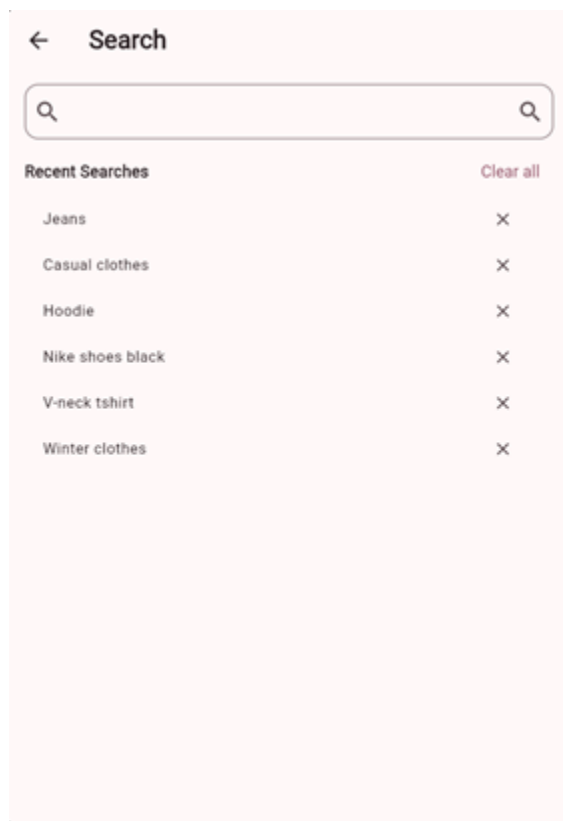 Search
Recent Searches Clear all
Jeans
Casual clothes
Hoodie
Nike shoes black
V-neck tshirt
Winter clothes